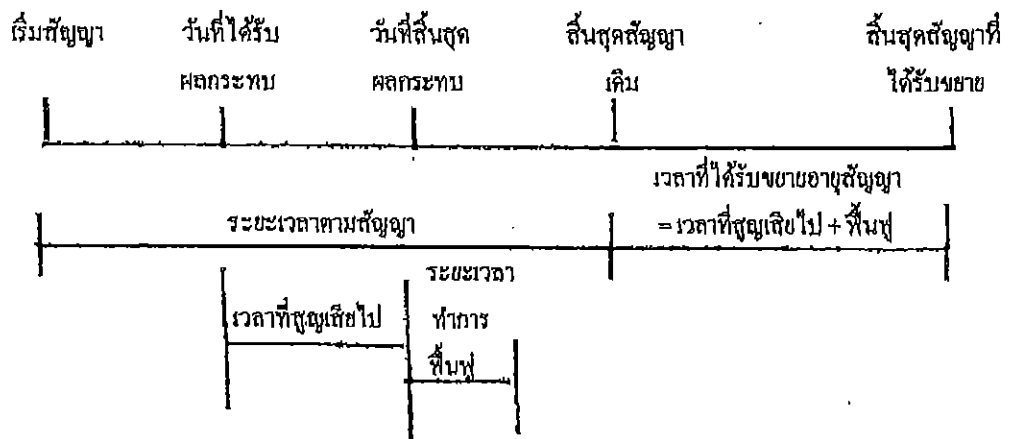 เริ่มสัญญา วันที่ได้รับ วันที่สิ้นสุด สิ้นสุดสัญญา สิ้นสุดสัญญาที่
ผลกระทบ ผลกระทบ เดิม ได้รับขยาย
เวลาที่ได้รับขยายอายุสัญญา
ระยะเวลาตามสัญญา =เวลาที่สูญเสียไป + ฟื้นฟู
ระยะเวลา
เวลาที่สูญเสียไป ทำการ
ฟื้นฟู